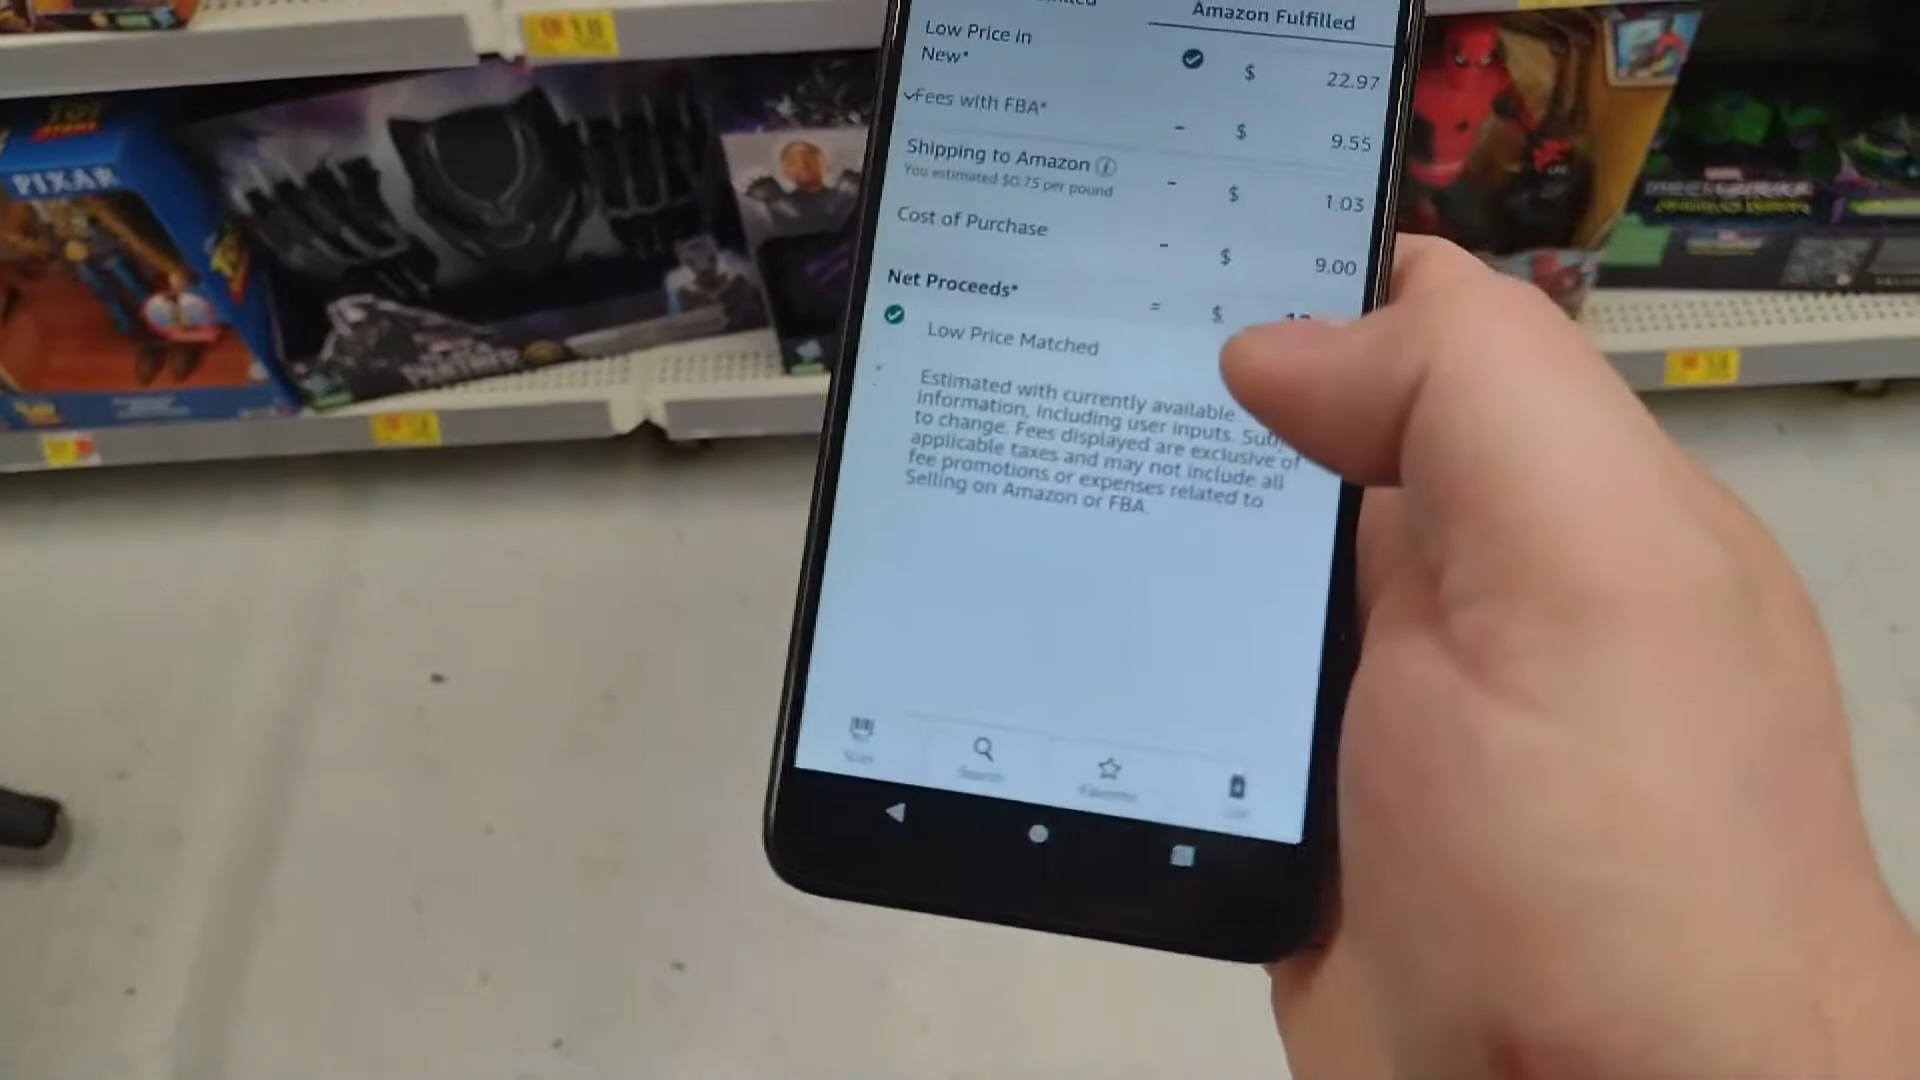 Amazon Fulfilled
Low Price in
New*
$ 22.97
Fees with FBA*
- $ 9.55
Shipping to Amazon
You estimated $0.75 per pound
- $ 1.03
Cost of Purchase
- $ 9.00
Net Proceeds*
= $
Low Price Matched
Estimated with currently available
information, including user inputs.
to change. Fees displayed are exclusive of
applicable taxes and may not include all
fee promotions or expenses related to
Selling on Amazon or FBA.
Scan
Search
Favorites
PIXAR
MARVEL